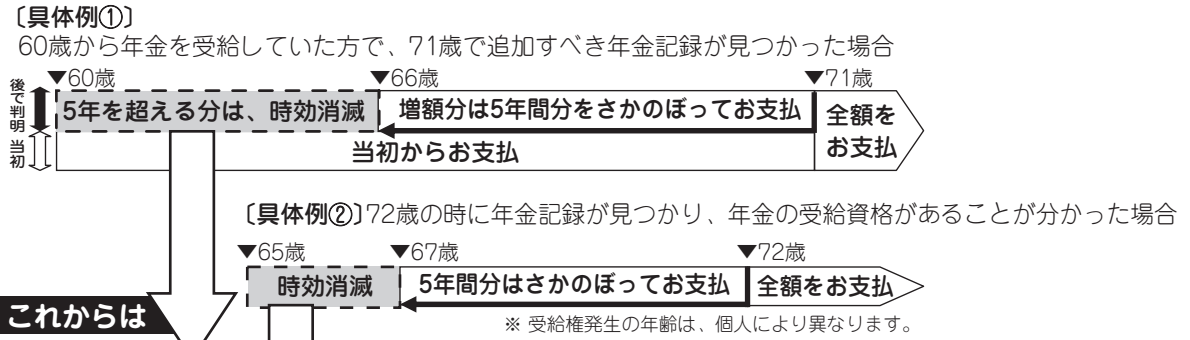 〔具体例①〕
60歳から年金を受給していた方で、71歳で追加すべき年金記録が見つかった場合
▼60歳 ▼66歳 ▼71歳
後で判明
5年を超える分は、時効消滅 増額分は5年間分をさかのぼってお支払 全額をお支払
当初
当初からお支払
〔具体例②〕72歳の時に年金記録が見つかり、年金の受給資格があることが分かった場合
▼65歳 ▼67歳 ▼72歳
時効消滅 5年間分はさかのぼってお支払 全額をお支払
これからは
※ 受給権発生の年齢は、個人により異なります。